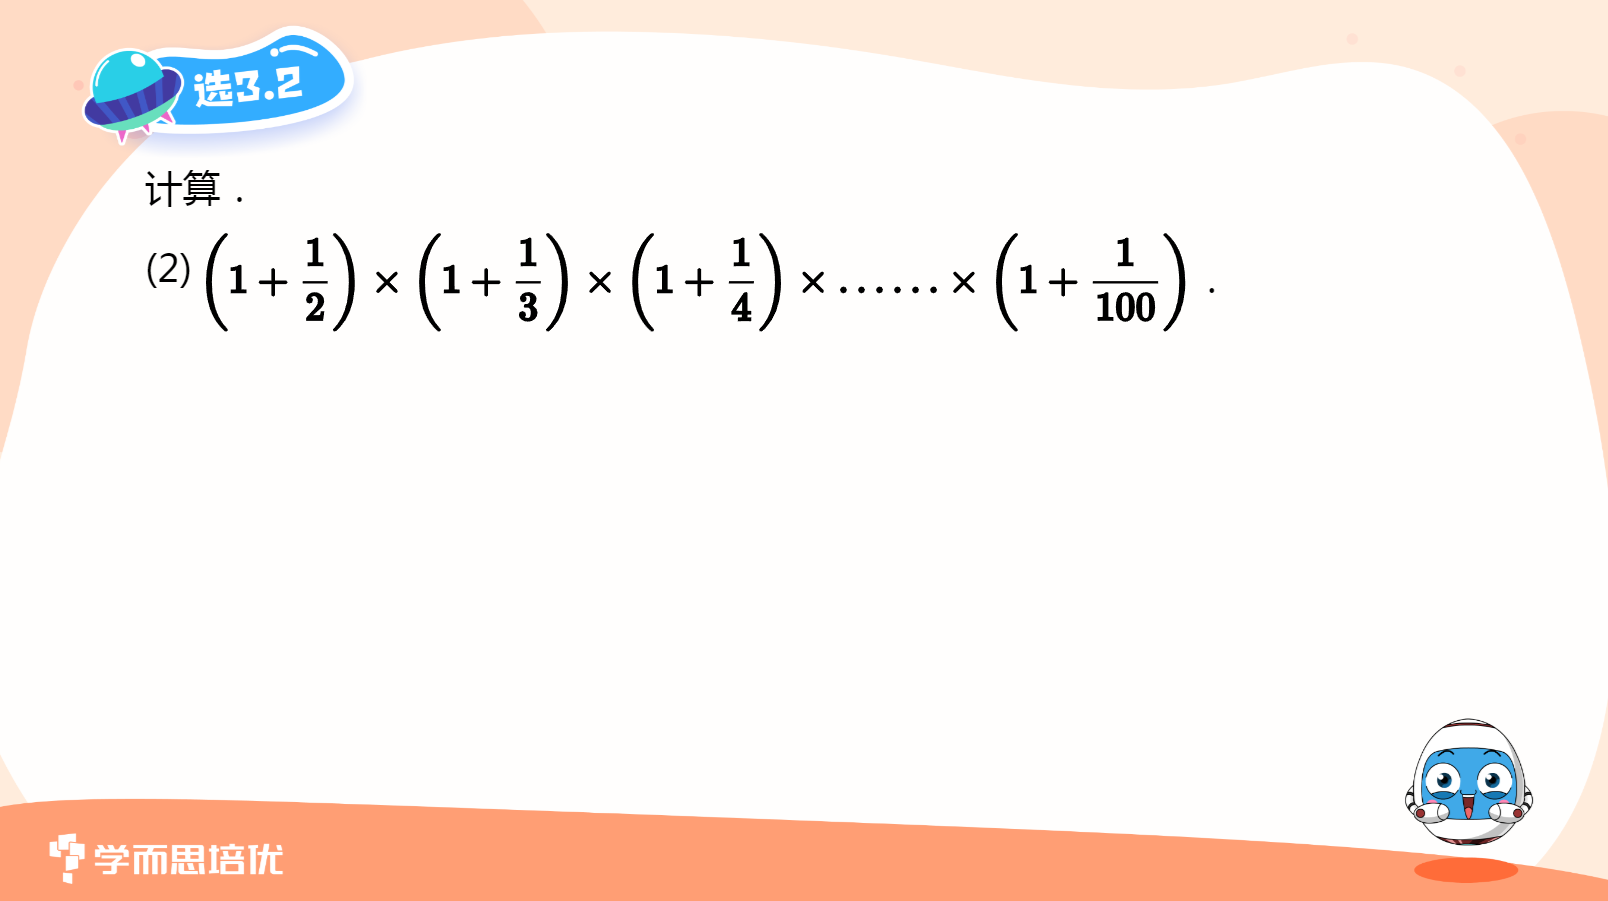 选3.2
计算．
(2) (1 + 1/2) × (1 + 1/3) × (1 + 1/4) × ...... × (1 + 1/100) ．
学而思培优